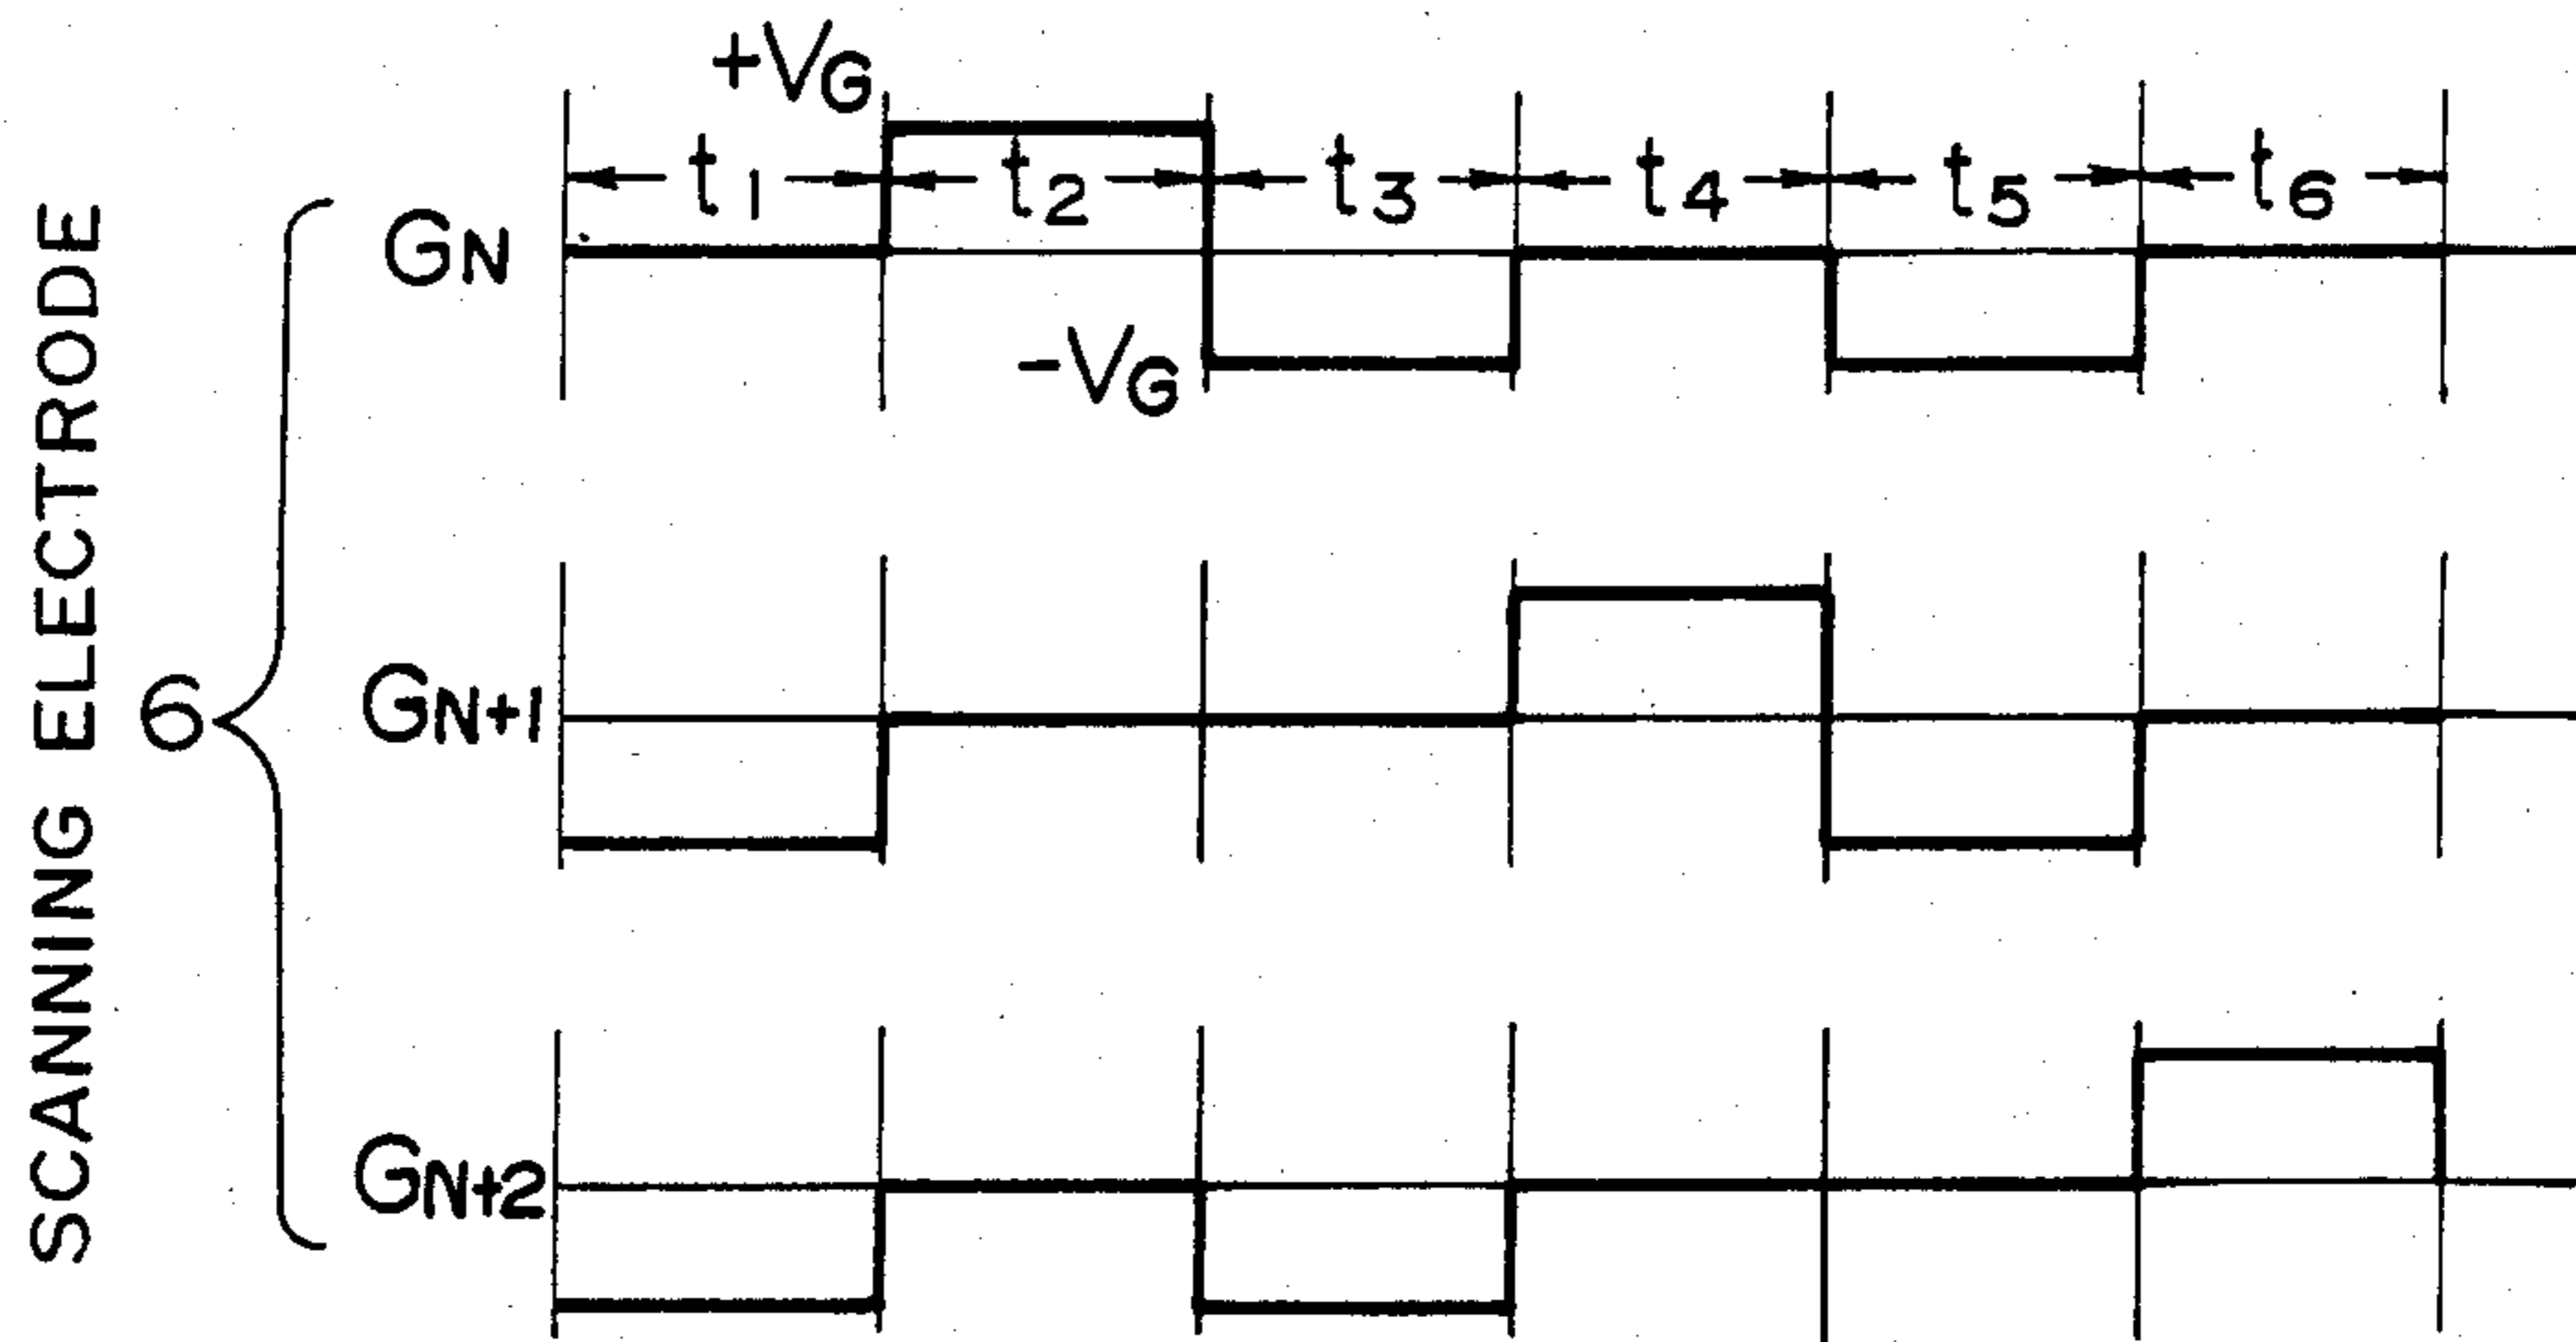 SCANNING ELECTRODE
6
+VG
GN
t1
t2
t3
t4
t5
t6
-VG
GN+1
GN+2